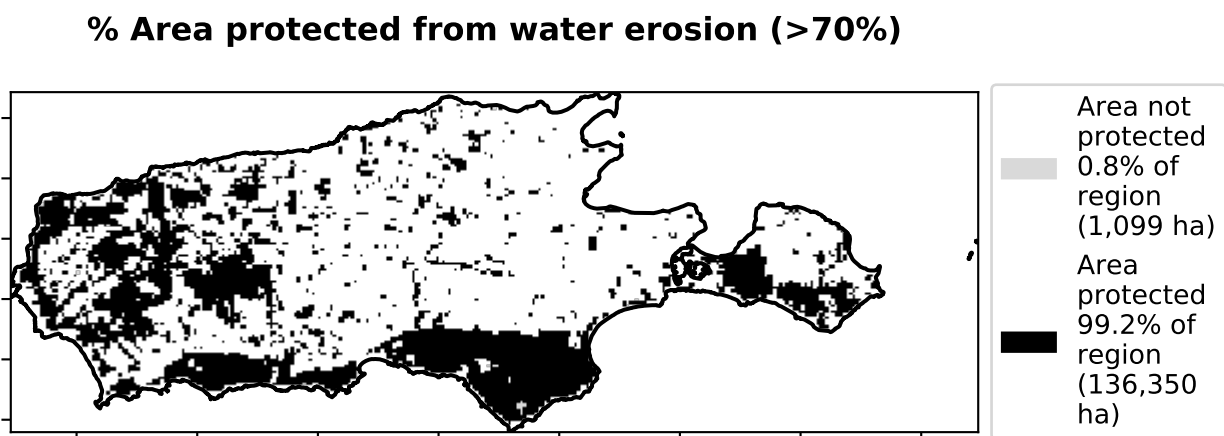 % Area protected from water erosion (>70%)
Area not
protected
0.8% of
region
(1,099 ha)
Area
protected
99.2% of
region
(136,350
ha)